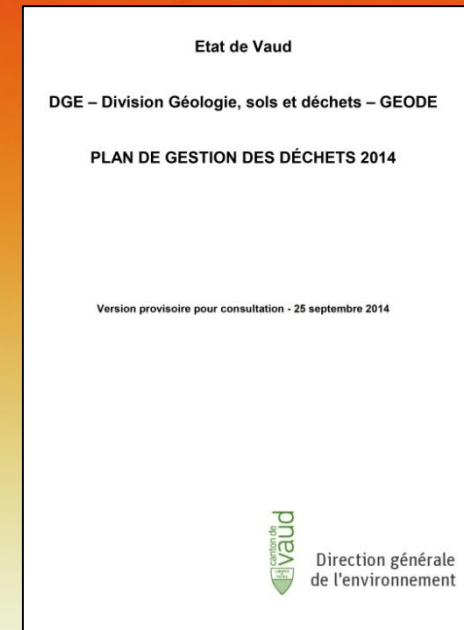 Etat de Vaud
DGE – Division Géologie, sols et déchets – GEODE
PLAN DE GESTION DES DÉCHETS 2014
Version provisoire pour consultation - 25 septembre 2014
canton de
vaud
Direction générale
de l'environnement